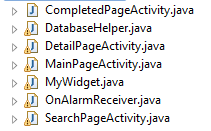 CompletedPageActivity.java
DatabaseHelper.java
DetailPageActivity.java
MainPageActivity.java
MyWidget.java
OnAlarmReceiver.java
SearchPageActivity.java